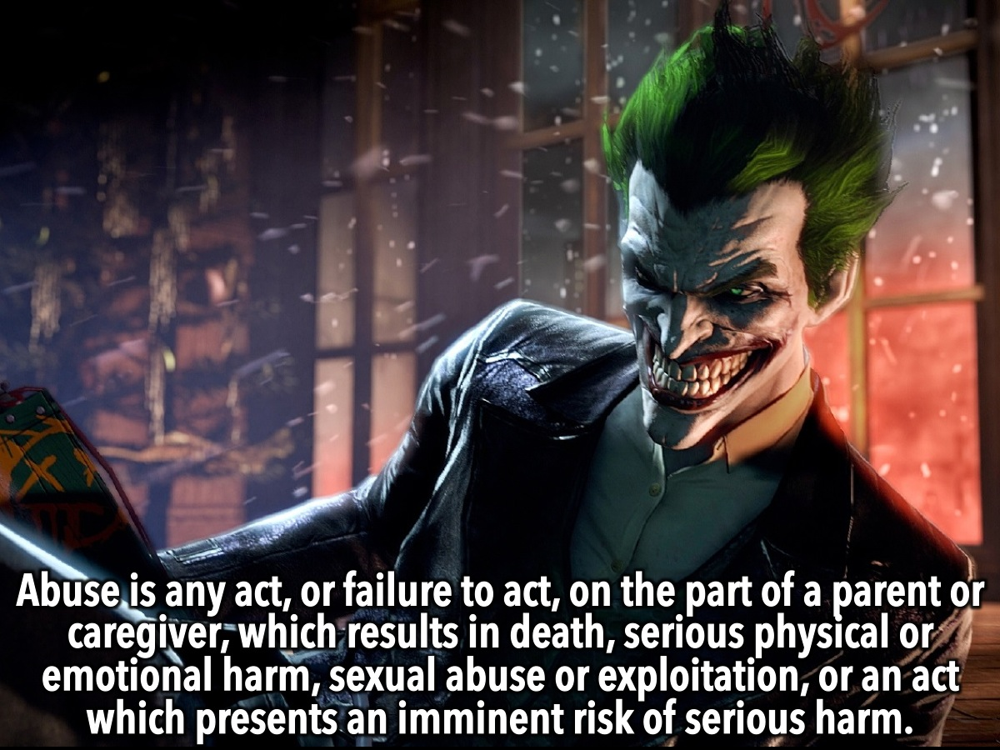 Abuse is any act, or failure to act, on the part of a parent or
caregiver, which results in death, serious physical or
emotional harm, sexual abuse or exploitation, or an act
which presents an imminent risk of serious harm.